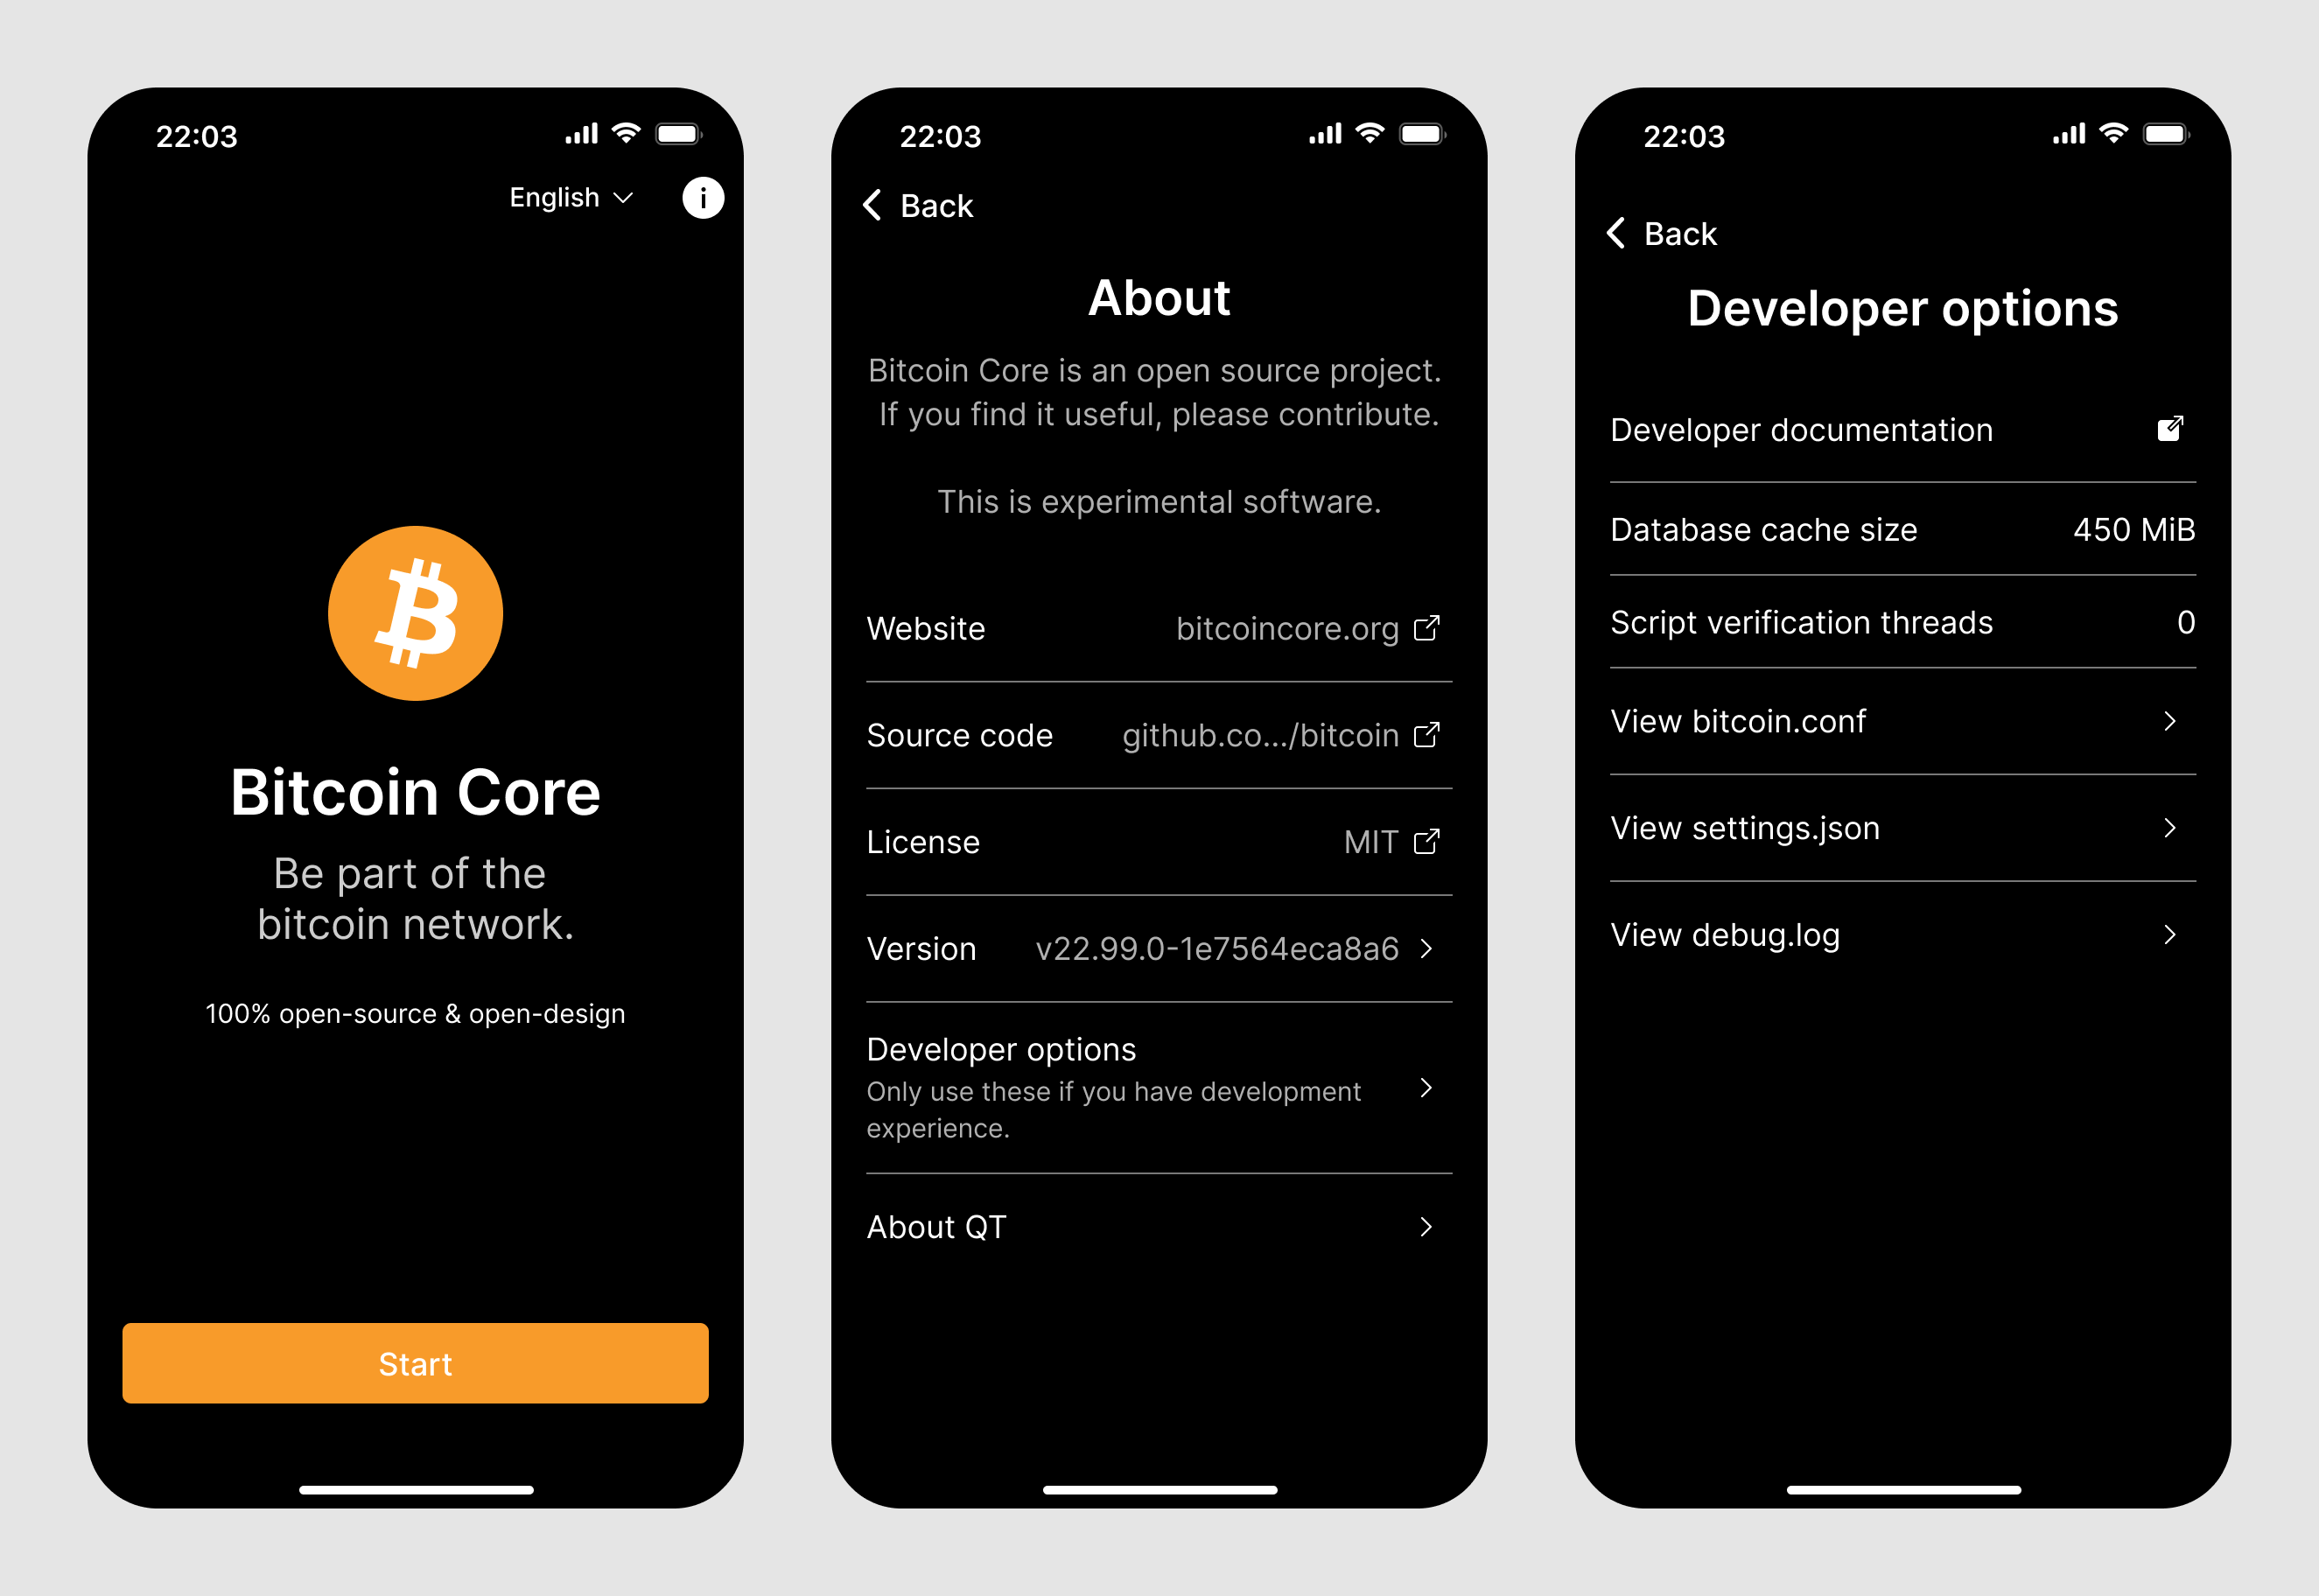 22:03
English
i
Bitcoin Core
Be part of the
bitcoin network.
100% open-source & open-design
Start
22:03
Back
About
Bitcoin Core is an open source project.
If you find it useful, please contribute.
This is experimental software.
Website bitcoincore.org
Source code github.co.../bitcoin
License MIT
Version v22.99.0-1e7564eca8a6
Developer options
Only use these if you have development
experience.
About QT
22:03
Back
Developer options
Developer documentation
Database cache size 450 MiB
Script verification threads 0
View bitcoin.conf
View settings.json
View debug.log